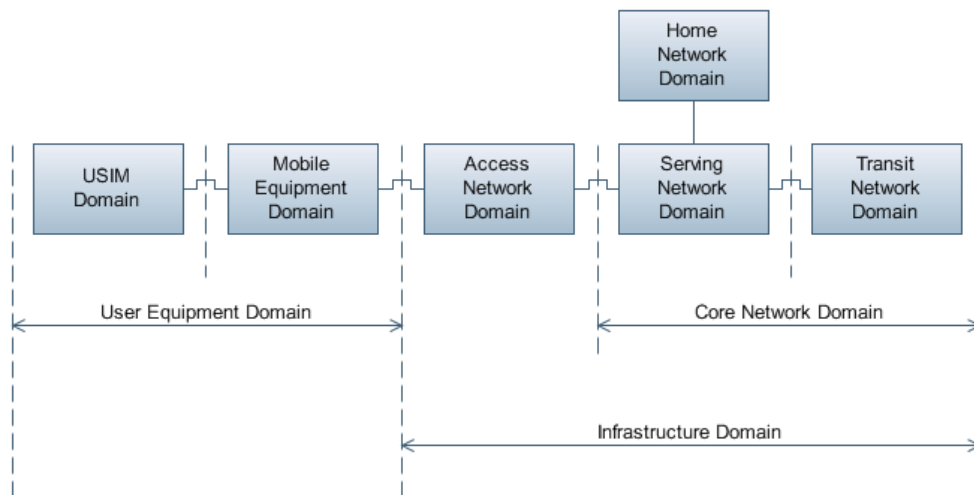 Home
Network
Domain
USIM
Domain
Mobile
Equipment
Domain
Access
Network
Domain
Serving
Network
Domain
Transit
Network
Domain
User Equipment Domain
Core Network Domain
Infrastructure Domain